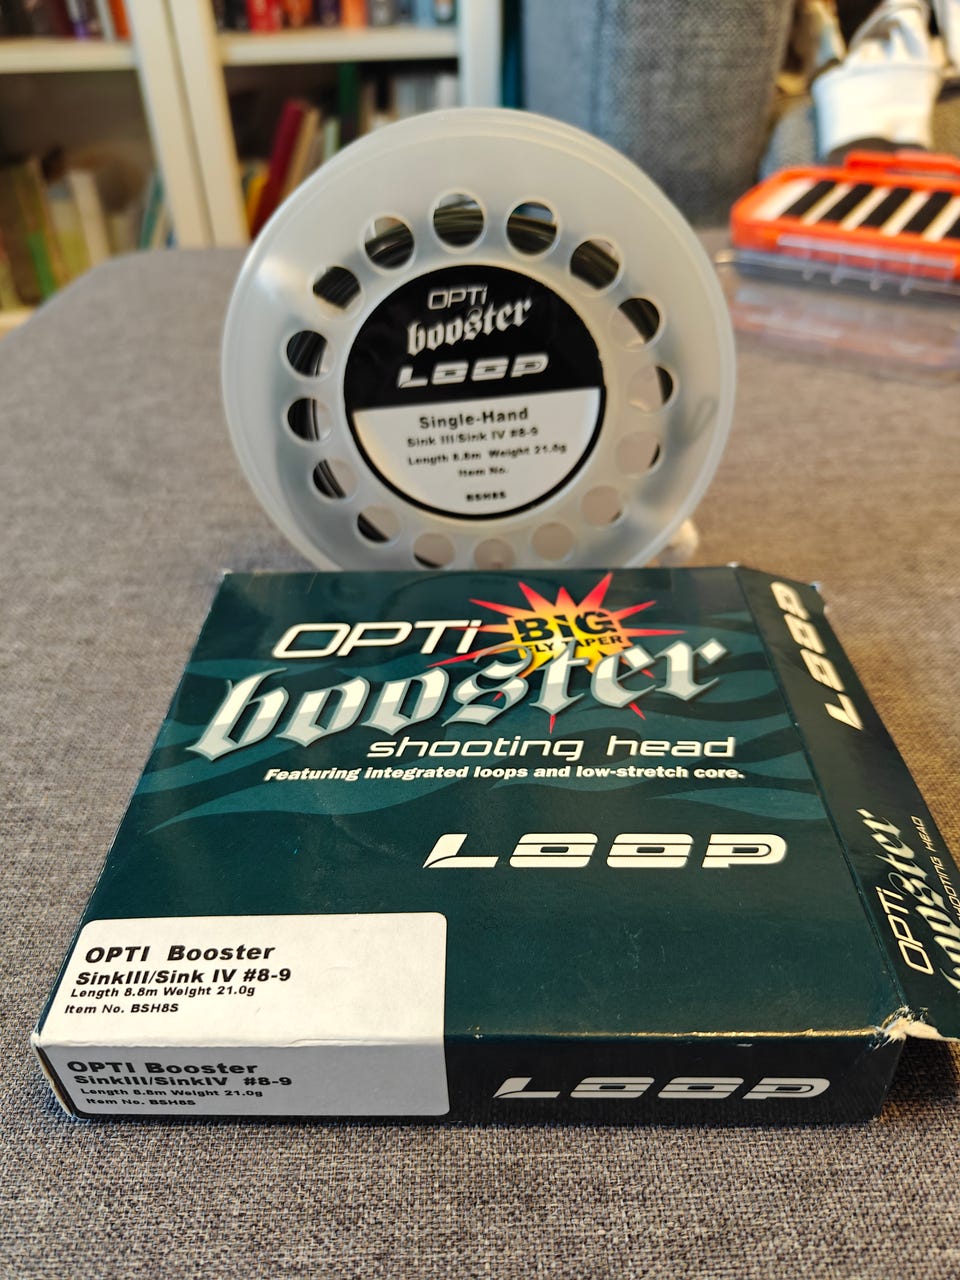 OPTi
booster
LOOP
Single-Hand
Sink III/Sink IV #8-9
Length 8.8m Weight 21.0g
Item No.
BSH8S
OPTi
BiG
FLY TAPER
booster
shooting head
Featuring integrated loops and low-stretch core.
LOOP
LOOP
OPTi
booster
SHOOTING HEAD
OPTI Booster
SinkIII/Sink IV #8-9
Length 8.8m Weight 21.0g
Item No. BSH8S
OPTI Booster
SinkIII/SinkIV #8-9
Length 8.8m Weight 21.0g
Item No. BSH8S
LOOP